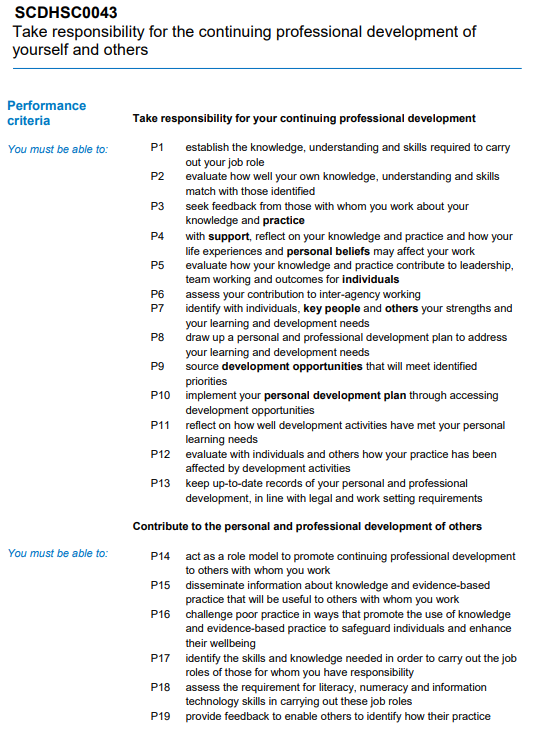 SCDHSC0043
Take responsibility for the continuing professional development of
yourself and others
Performance
criteria
Take responsibility for your continuing professional development
You must be able to:
P1 establish the knowledge, understanding and skills required to carry
out your job role
P2 evaluate how well your own knowledge, understanding and skills
match with those identified
P3 seek feedback from those with whom you work about your
knowledge and practice
P4 with support, reflect on your knowledge and practice and how your
life experiences and personal beliefs may affect your work
P5 evaluate how your knowledge and practice contribute to leadership,
team working and outcomes for individuals
P6 assess your contribution to inter-agency working
P7 identify with individuals, key people and others your strengths and
your learning and development needs
P8 draw up a personal and professional development plan to address
your learning and development needs
P9 source development opportunities that will meet identified
priorities
P10 implement your personal development plan through accessing
development opportunities
P11 reflect on how well development activities have met your personal
learning needs
P12 evaluate with individuals and others how your practice has been
affected by development activities
P13 keep up-to-date records of your personal and professional
development, in line with legal and work setting requirements
Contribute to the personal and professional development of others
You must be able to:
P14 act as a role model to promote continuing professional development
to others with whom you work
P15 disseminate information about knowledge and evidence-based
practice that will be useful to others with whom you work
P16 challenge poor practice in ways that promote the use of knowledge
and evidence-based practice to safeguard individuals and enhance
their wellbeing
P17 identify the skills and knowledge needed in order to carry out the job
roles of those for whom you have responsibility
P18 assess the requirement for literacy, numeracy and information
technology skills in carrying out these job roles
P19 provide feedback to enable others to identify how their practice